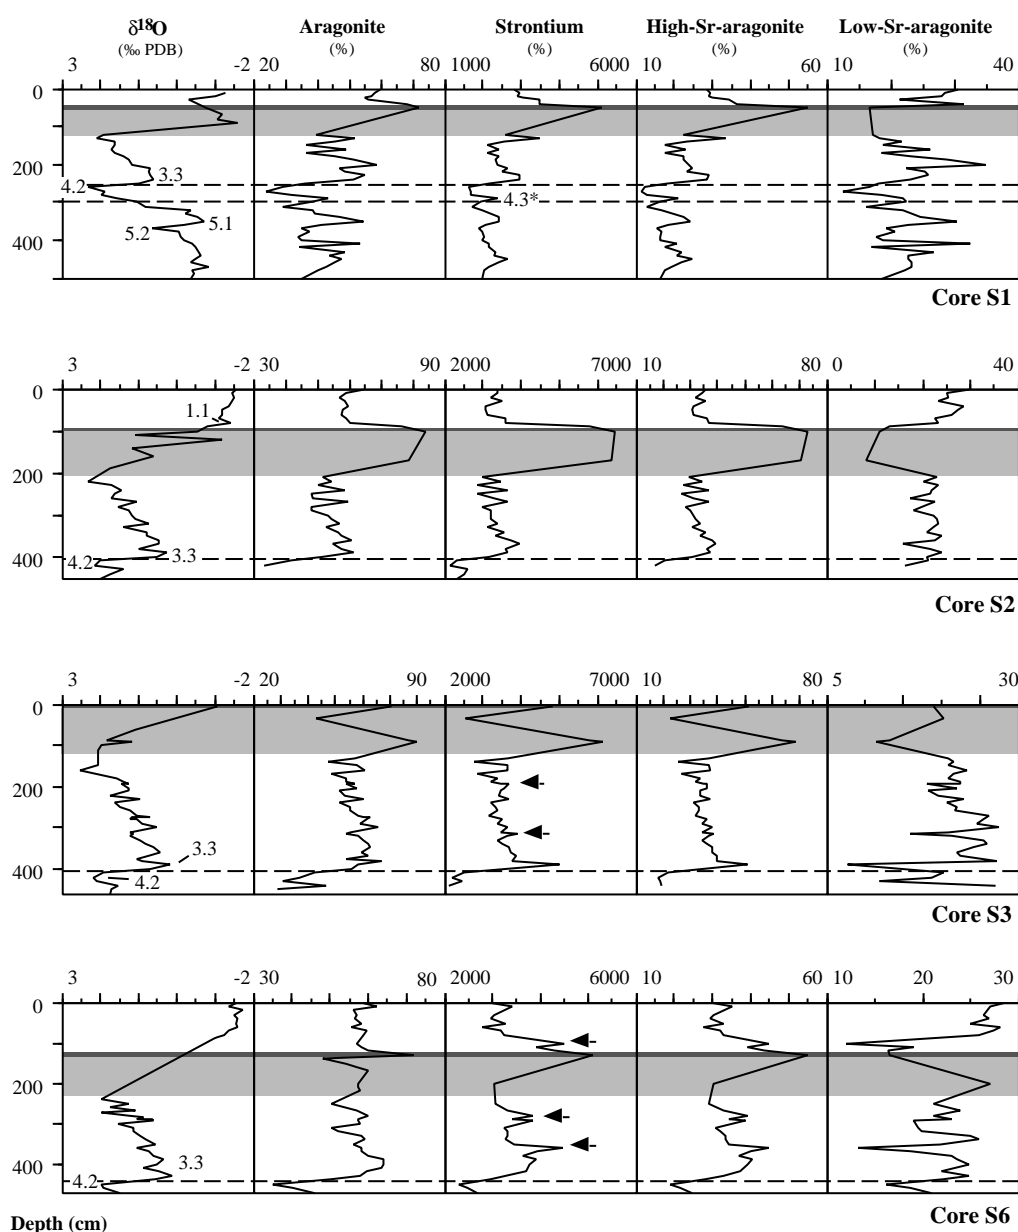 δ18O Aragonite Strontium High-Sr-aragonite Low-Sr-aragonite
(‰ PDB) (%) (%) (%) (%)
3 -2 20 80 1000 6000 10 60 10 40
0
200
3.3
4.2
4.3*
5.1
5.2
400
Core S1
3 -2 30 90 2000 7000 10 80 0 40
0
1.1
200
400
3.3
4.2
Core S2
3 -2 20 90 2000 7000 10 80 5 30
0
200
3.3
400
4.2
Core S3
3 -2 30 80 2000 6000 10 60 10 20 30
0
200
400
3.3
4.2
Core S6
Depth (cm)